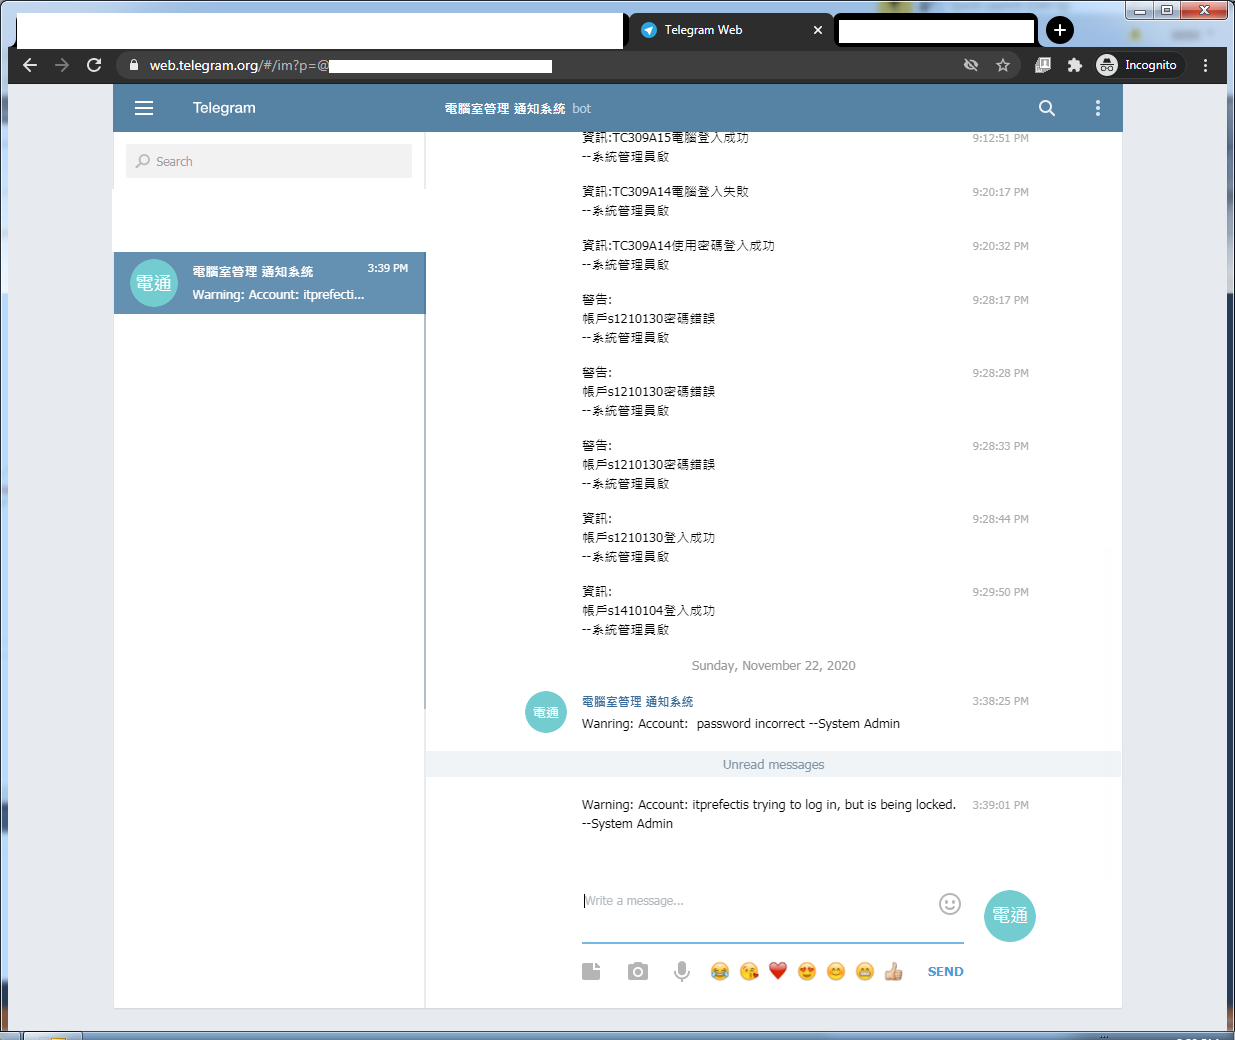 Telegram Web
web.telegram.org/#/im?p=@
Incognito
Telegram
電腦室管理 通知系統 bot
Search
電通
電腦室管理 通知系統
3:39 PM
Warning: Account: itprefecti...
資訊:TC309A15電腦登入成功
9:12:51 PM
--系統管理員啟
資訊:TC309A14電腦登入失敗
9:20:17 PM
--系統管理員啟
資訊:TC309A14使用密碼登入成功
9:20:32 PM
--系統管理員啟
警告:
9:28:17 PM
帳戶s1210130密碼錯誤
--系統管理員啟
警告:
9:28:28 PM
帳戶s1210130密碼錯誤
--系統管理員啟
警告:
9:28:33 PM
帳戶s1210130密碼錯誤
--系統管理員啟
資訊:
9:28:44 PM
帳戶s1210130登入成功
--系統管理員啟
資訊:
9:29:50 PM
帳戶s1410104登入成功
--系統管理員啟
Sunday, November 22, 2020
電通
電腦室管理 通知系統
3:38:25 PM
Wanring: Account:  password incorrect --System Admin
Unread messages
Warning: Account: itprefectis trying to log in, but is being locked.
3:39:01 PM
--System Admin
Write a message...
電通
SEND